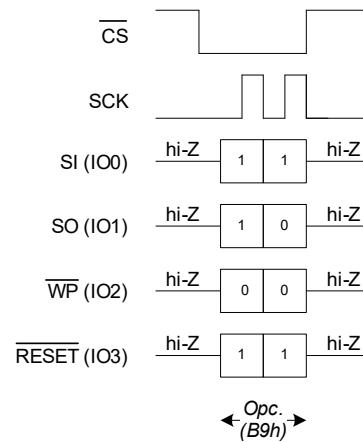 CS
SCK
hi-Z hi-Z
SI (IO0) 1 1
hi-Z hi-Z
SO (IO1) 1 0
hi-Z hi-Z
WP (IO2) 0 0
hi-Z hi-Z
RESET (IO3) 1 1
Opc.
(B9h)